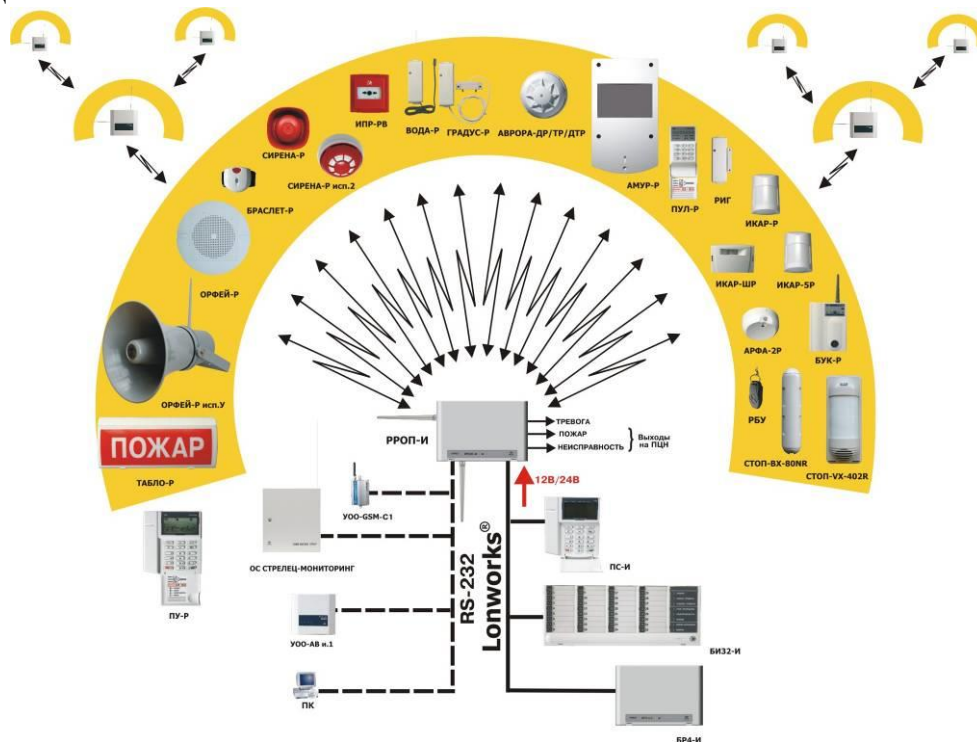 ИПР-РВ
ВОДА-Р
ГРАДУС-Р
АВРОРА-ДР/ТР/ДТР
СИРЕНА-Р
СИРЕНА-Р исп.2
АМУР-Р
ПУЛ-Р
РИГ
БРАСЛЕТ-Р
ИКАР-Р
ОРФЕЙ-Р
ИКАР-ШР
ИКАР-5Р
АРФА-2Р
БУК-Р
ОРФЕЙ-Р исп.У
РБУ
ПОЖАР
ТАБЛО-Р
СТОП-ВХ-80NR
СТОП-VX-402R
РРОП-И
ТРЕВОГА
ПОЖАР
НЕИСПРАВНОСТЬ
Выходы
на ПЦН
12В/24В
УОО-GSM-С1
ОС СТРЕЛЕЦ-МОНИТОРИНГ
ПС-И
ПУ-Р
RS-232
Lonworks®
УОО-АВ и.1
БИ32-И
ПК
БР4-И